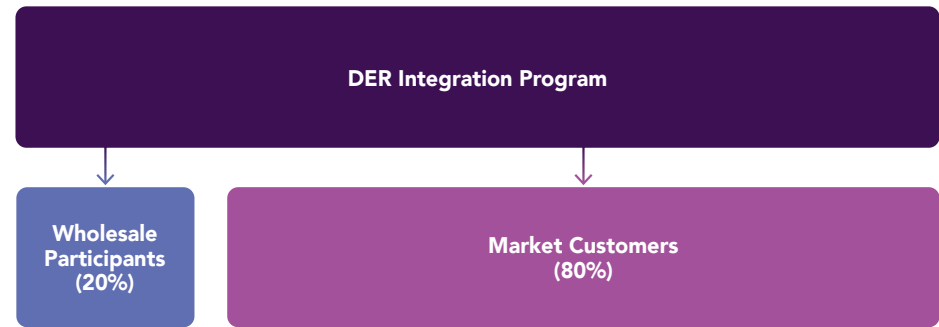 DER Integration Program
Wholesale
Participants
(20%)
Market Customers
(80%)